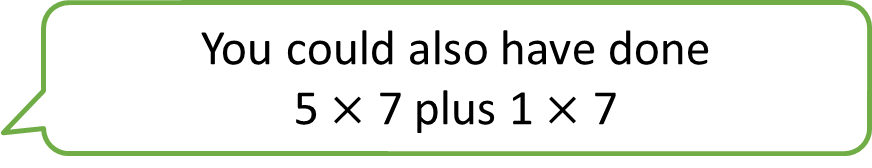 You could also have done
5 × 7 plus 1 × 7